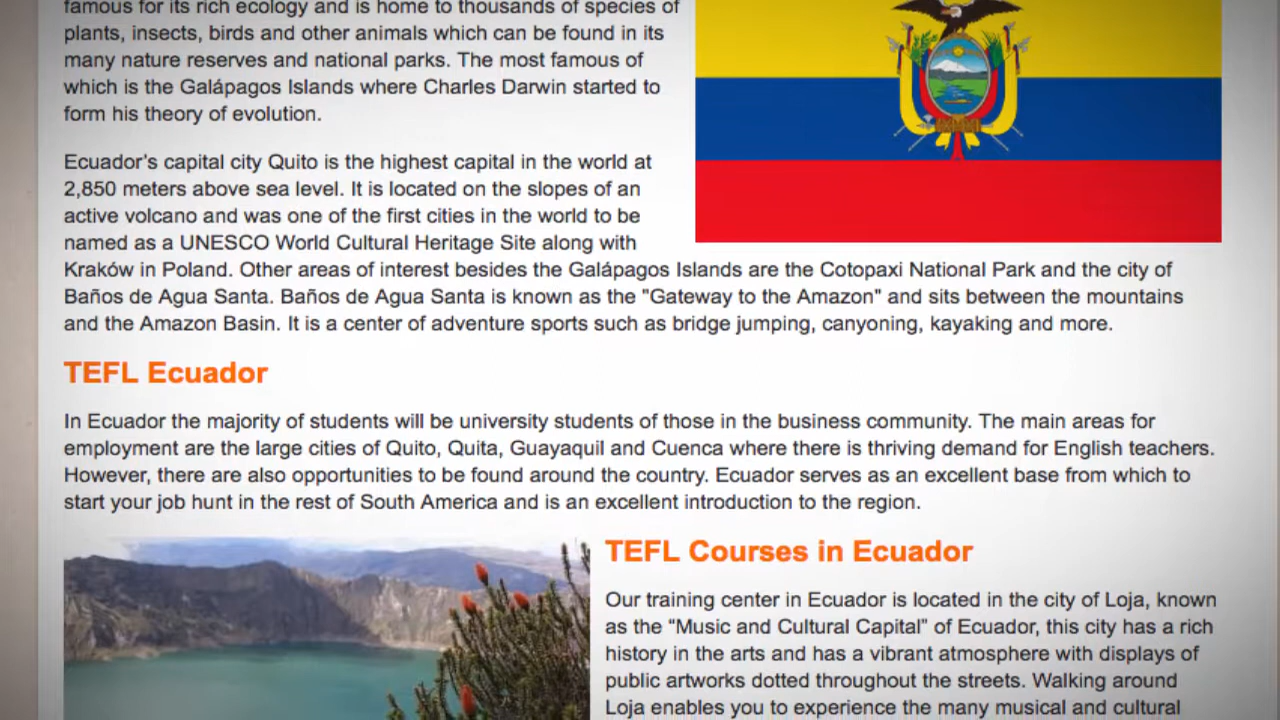 famous for its rich ecology and is home to thousands of species of
plants, insects, birds and other animals which can be found in its
many nature reserves and national parks. The most famous of
which is the Galápagos Islands where Charles Darwin started to
form his theory of evolution.
Ecuador's capital city Quito is the highest capital in the world at
2,850 meters above sea level. It is located on the slopes of an
active volcano and was one of the first cities in the world to be
named as a UNESCO World Cultural Heritage Site along with
Kraków in Poland. Other areas of interest besides the Galápagos Islands are the Cotopaxi National Park and the city of
Baños de Agua Santa. Baños de Agua Santa is known as the "Gateway to the Amazon" and sits between the mountains
and the Amazon Basin. It is a center of adventure sports such as bridge jumping, canyoning, kayaking and more.
TEFL Ecuador
In Ecuador the majority of students will be university students of those in the business community. The main areas for
employment are the large cities of Quito, Quita, Guayaquil and Cuenca where there is thriving demand for English teachers.
However, there are also opportunities to be found around the country. Ecuador serves as an excellent base from which to
start your job hunt in the rest of South America and is an excellent introduction to the region.
TEFL Courses in Ecuador
Our training center in Ecuador is located in the city of Loja, known
as the “Music and Cultural Capital” of Ecuador, this city has a rich
history in the arts and has a vibrant atmosphere with displays of
public artworks dotted throughout the streets. Walking around
Loja enables you to experience the many musical and cultural